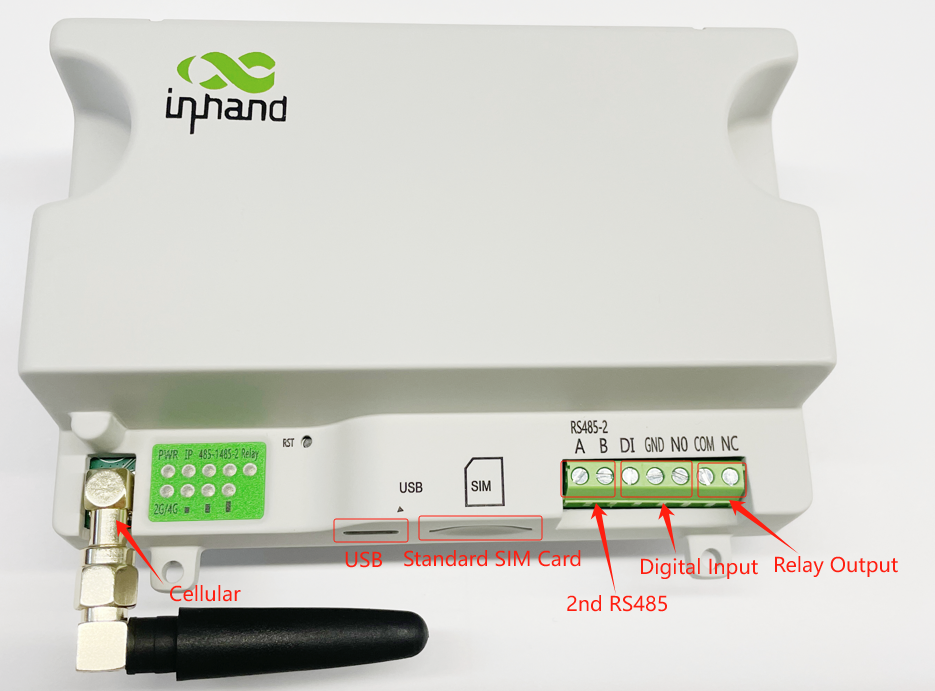 inhand
RST
PWR IP 485-1 485-2 Relay
2G/4G
USB
SIM
RS485-2
A B DI GND NO COM NC
USB
Standard SIM Card
Digital Input
Relay Output
Cellular
2nd RS485